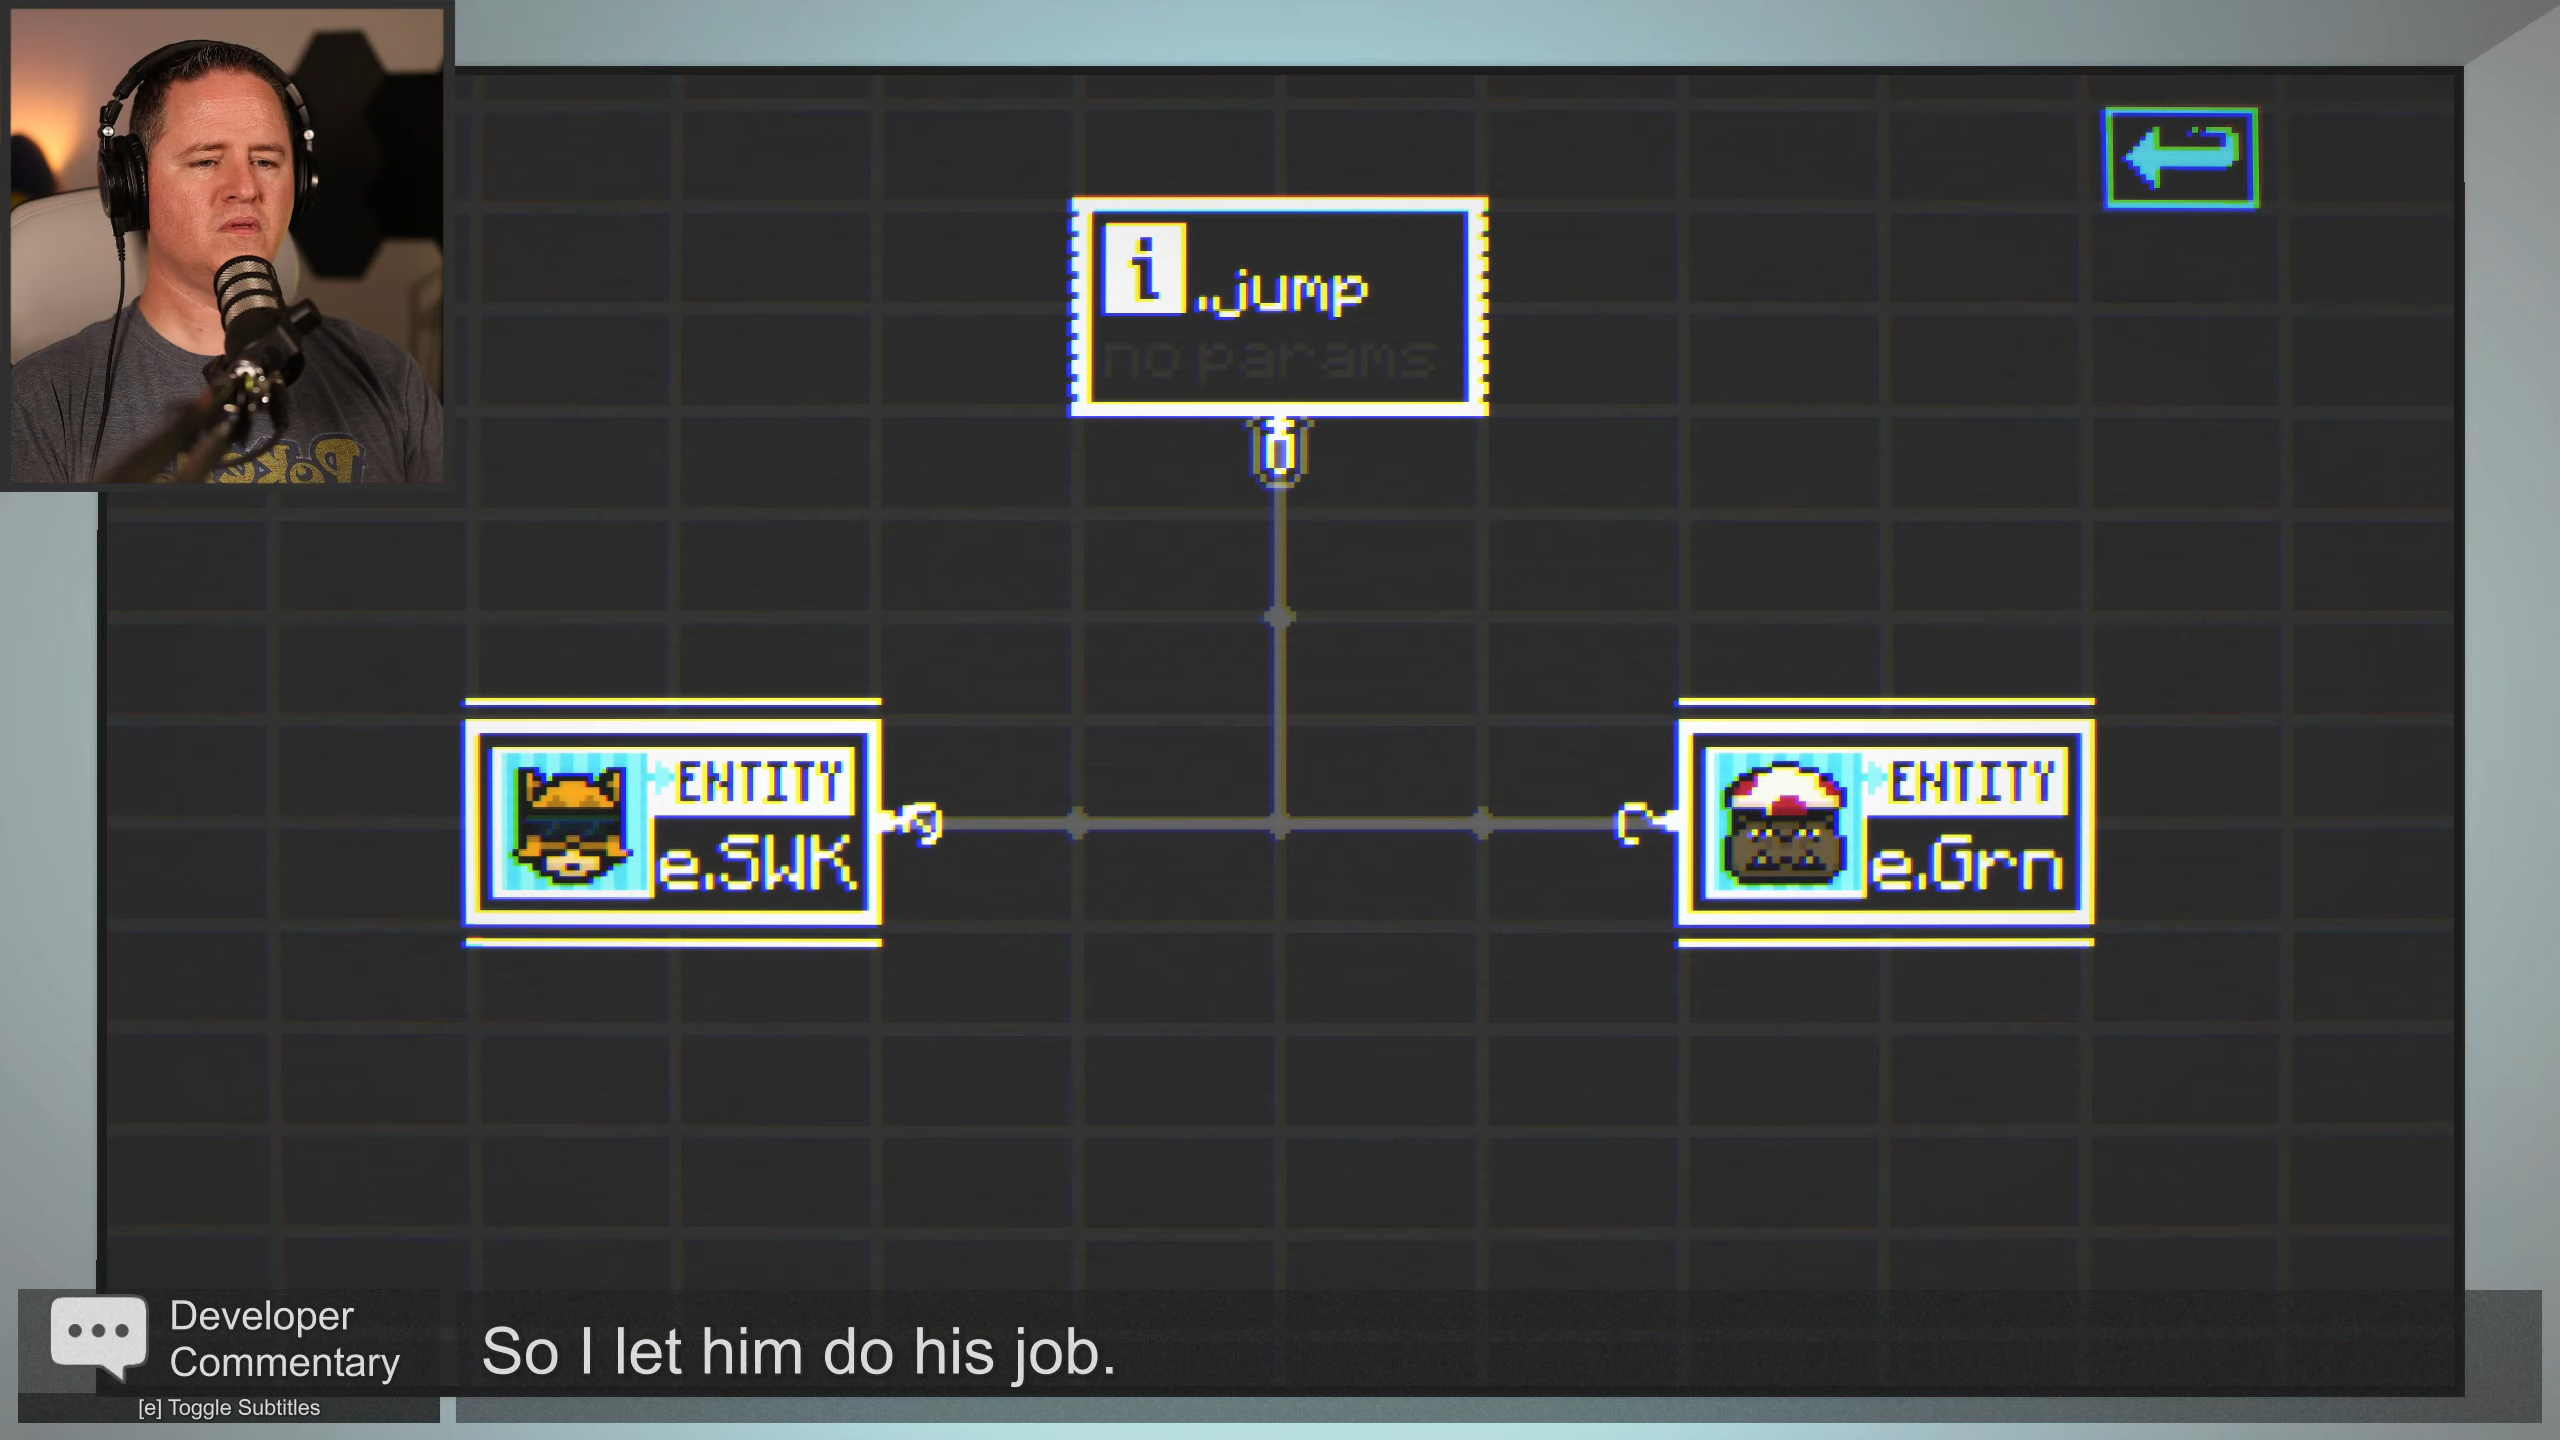 i .jump
no params
ENTITY
e.SWK
ENTITY
e.Grn
Developer
Commentary
[e] Toggle Subtitles
So I let him do his job.